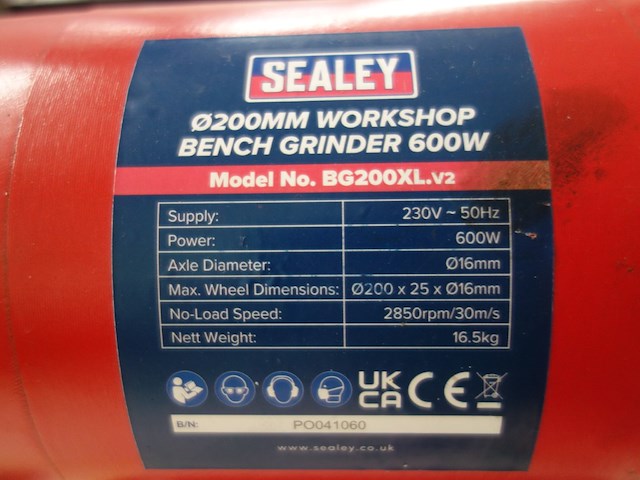 SEALEY
Ø200MM WORKSHOP
BENCH GRINDER 600W
Model No. BG200XL.V2
Supply: 230V ~ 50Hz
Power: 600W
Axle Diameter: Ø16mm
Max. Wheel Dimensions: Ø200 x 25 x Ø16mm
No-Load Speed: 2850rpm/30m/s
Nett Weight: 16.5kg
UK
CA CE
B/N: PO041060
www.sealey.co.uk